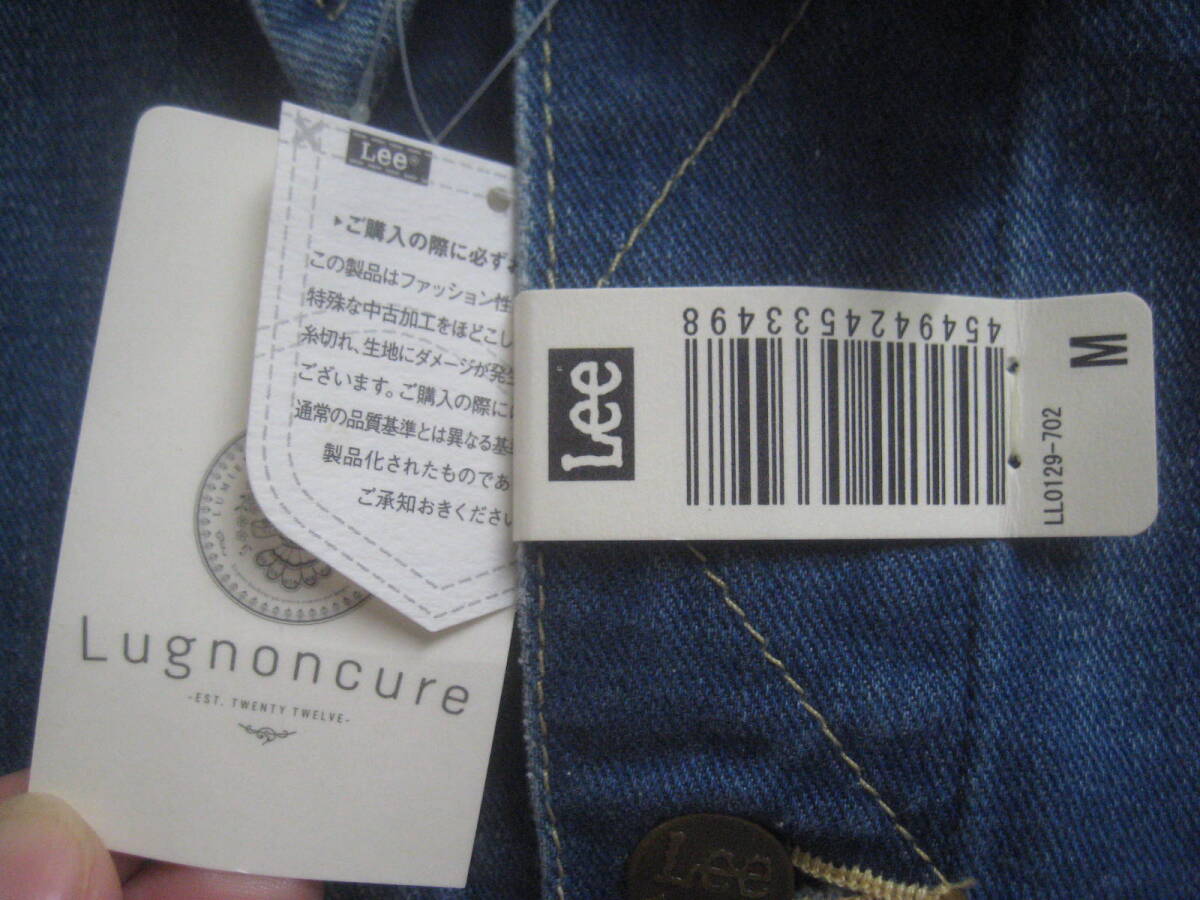 Lee®
▶ご購入の際に必ず
この製品はファッション性
特殊な中古加工をほどこし
糸切れ、生地にダメージが発生
ございます。ご購入の際に
通常の品質基準とは異なる基
製品化されたものであ
ご承知おきください
LUMI
Lugnoncure
-EST. TWENTY TWELVE-
Lee
4549424533498
M
LL0129-702
Lee